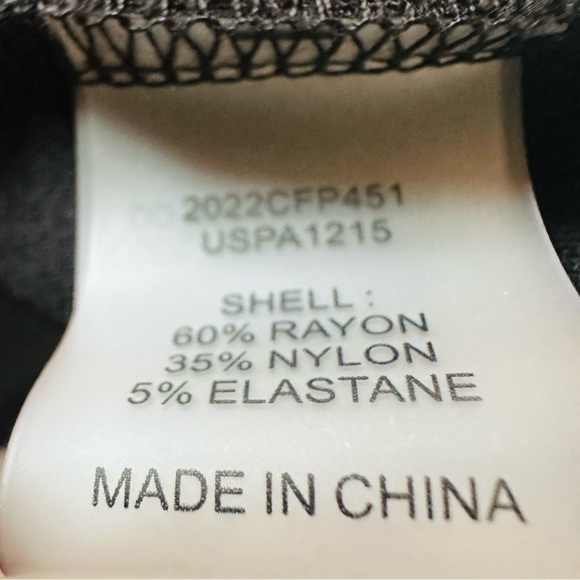 2022CFP451
USPA1215
SHELL:
60% RAYON
35% NYLON
5% ELASTANE
MADE IN CHINA